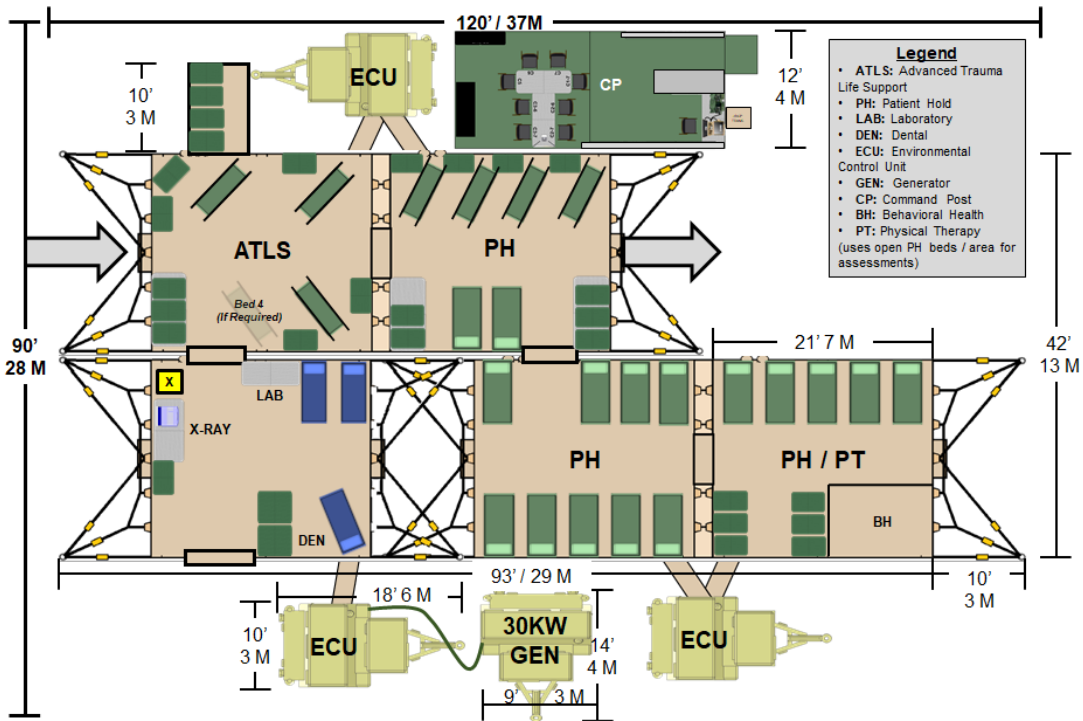 120’ / 37M
ECU
CP
10’
3 M
12’
4 M
Legend
• ATLS: Advanced Trauma
Life Support
• PH: Patient Hold
• LAB: Laboratory
• DEN: Dental
• ECU: Environmental
Control Unit
• GEN: Generator
• CP: Command Post
• BH: Behavioral Health
• PT: Physical Therapy
(uses open PH beds / area for
assessments)
ATLS
PH
Bed 4
(If Required)
90’
28 M
21’ 7 M
42’
13 M
X
LAB
X-RAY
PH
PH / PT
DEN
BH
93’ / 29 M
10’
3 M
18’ 6 M
10’
3 M
ECU
30KW
GEN
14’
4 M
ECU
9’ 3 M